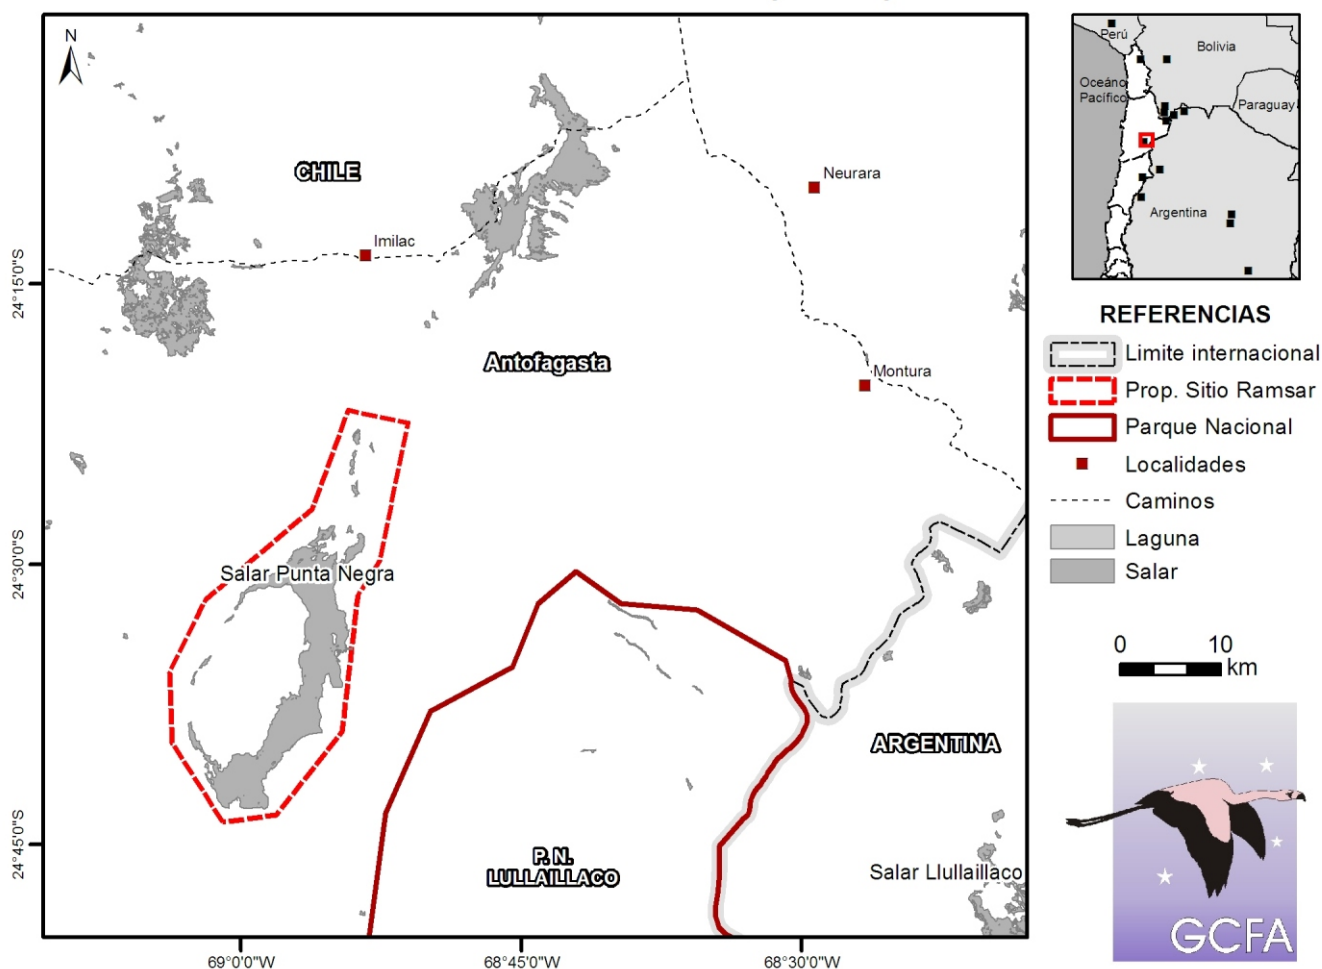 N
CHILE
Neurara
Imilac
Antofagasta
Montura
Salar Punta Negra
ARGENTINA
P. N.
LULLAILLACO
Salar Llullaillaco
24°15'0"S
24°30'0"S
24°45'0"S
69°0'0"W
68°45'0"W
68°30'0"W
Perú
Bolivia
Oceáno
Pacífico
Paraguay
Argentina
REFERENCIAS
Limite internacional
Prop. Sitio Ramsar
Parque Nacional
Localidades
Caminos
Laguna
Salar
0 10
km
GCFA